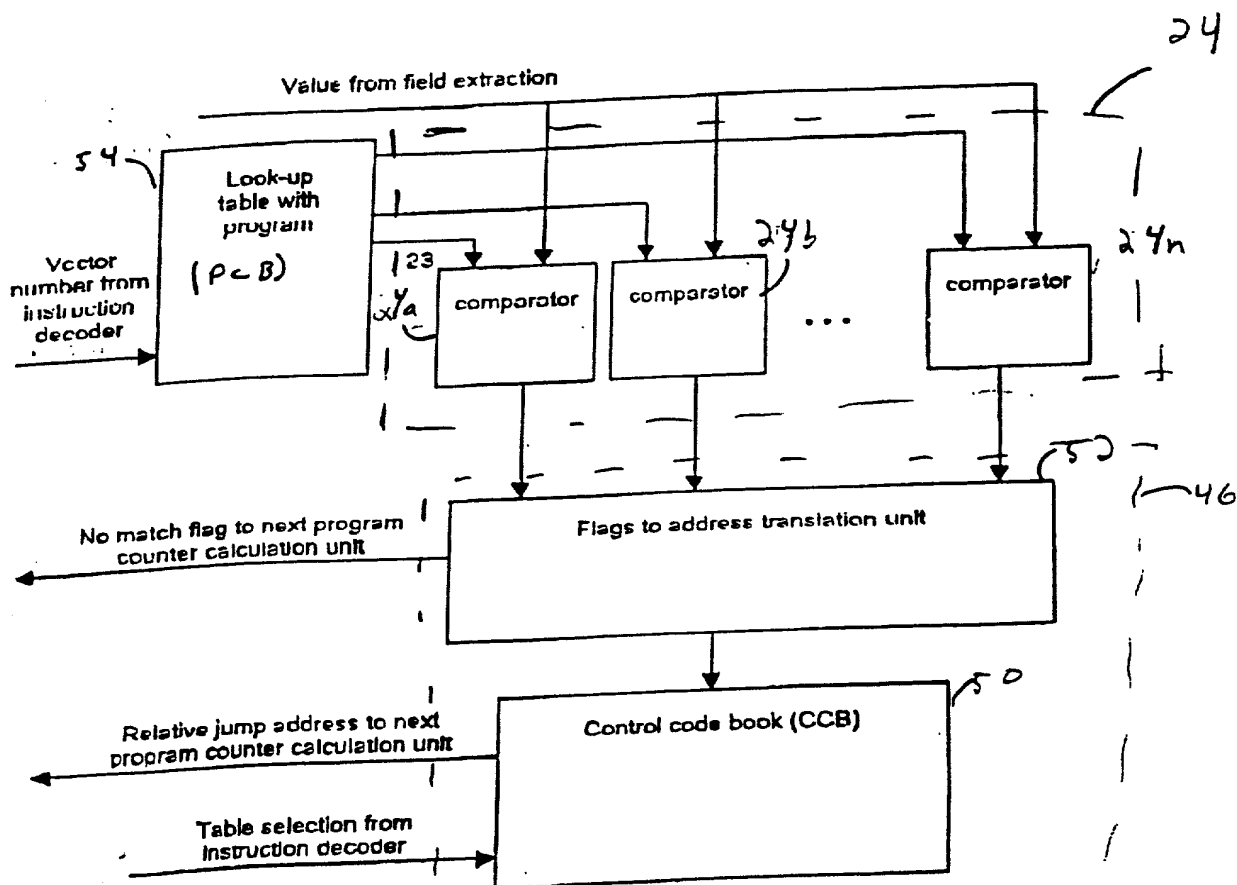 24
Value from field extraction
54
Look-up
table with
program
(PCB)
Vector
number from
instruction
decoder
23
24a
comparator
24b
comparator
...
24n
comparator
52
46
Flags to address translation unit
No match flag to next program
counter calculation unit
50
Control code book (CCB)
Relative jump address to next
program counter calculation unit
Table selection from
instruction decoder